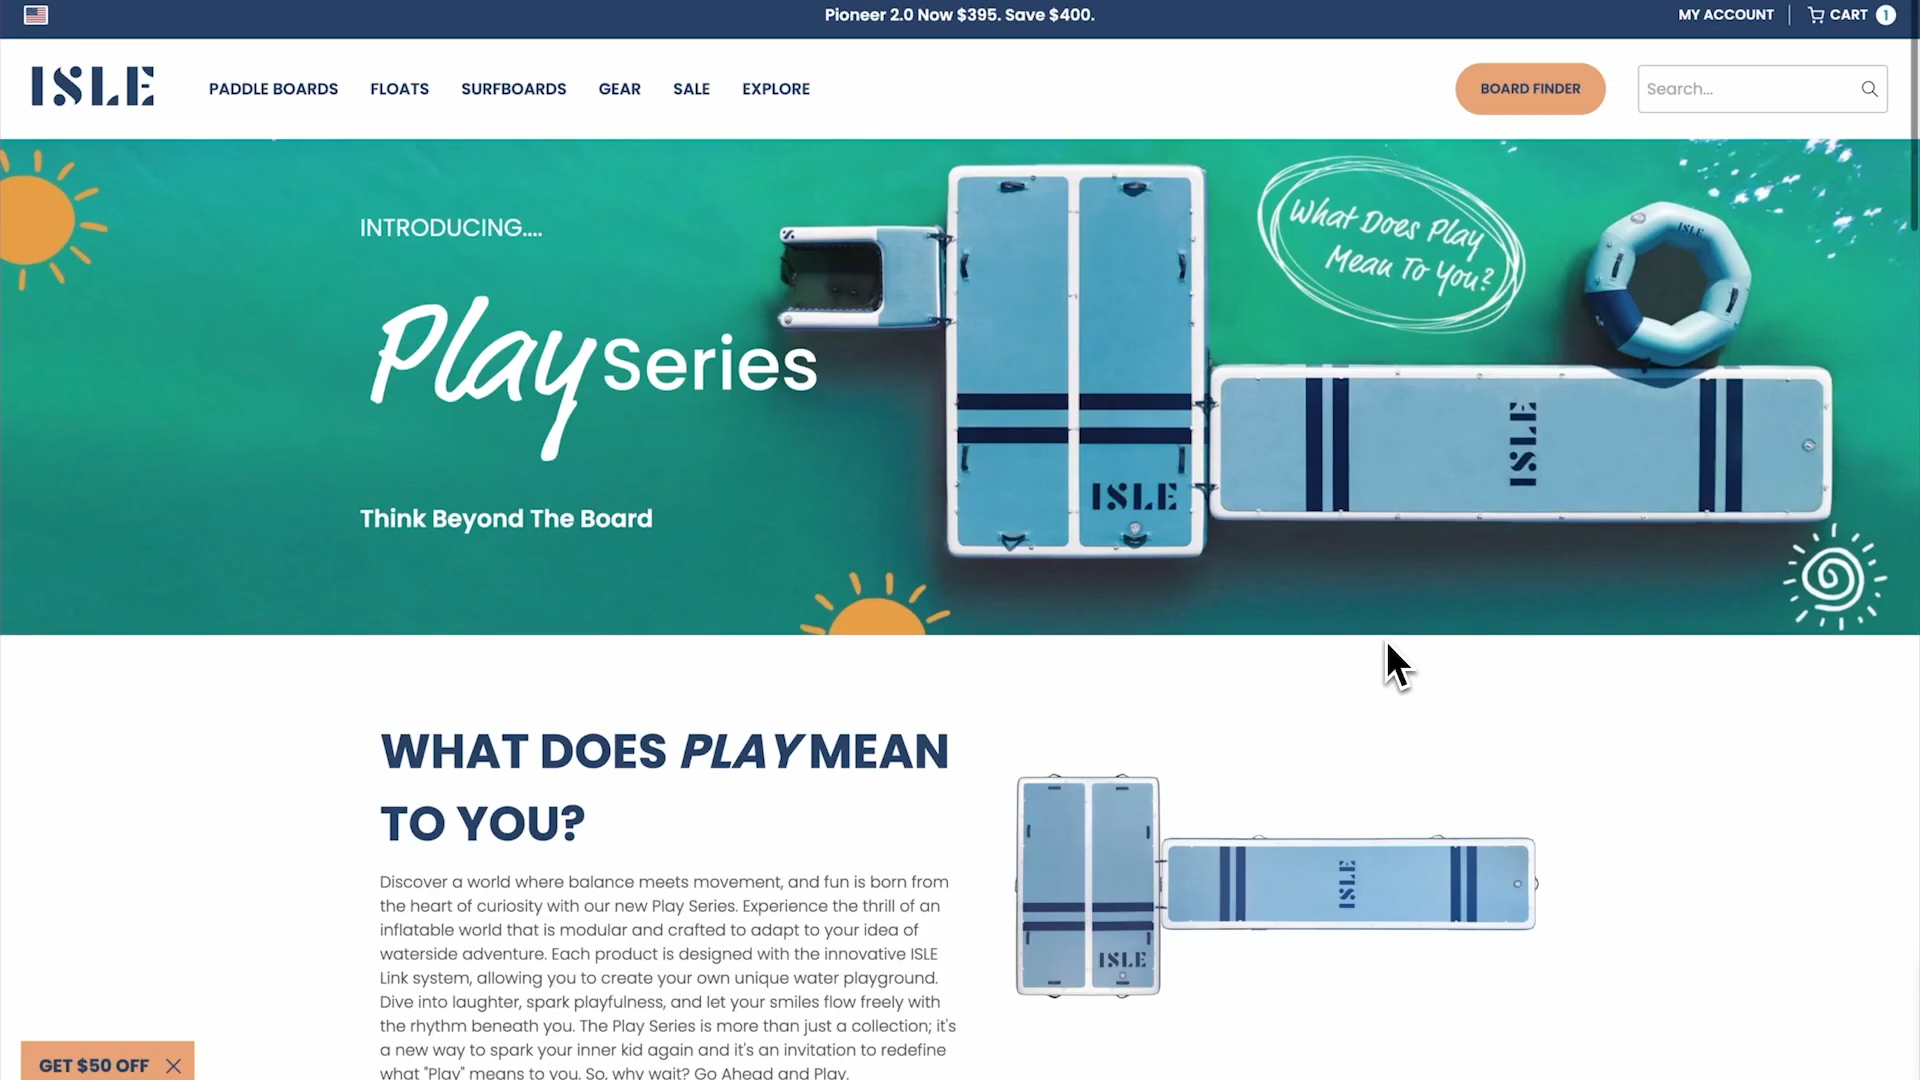 Pioneer 2.0 Now $395. Save $400.
MY ACCOUNT
CART 1
ISLE
PADDLE BOARDS
FLOATS
SURFBOARDS
GEAR
SALE
EXPLORE
BOARD FINDER
Search...
INTRODUCING....
Play Series
Think Beyond The Board
What Does Play
Mean To You?
ISLE
ISLE
ISLE
WHAT DOES PLAY MEAN
TO YOU?
Discover a world where balance meets movement, and fun is born from
the heart of curiosity with our new Play Series. Experience the thrill of an
inflatable world that is modular and crafted to adapt to your idea of
waterside adventure. Each product is designed with the innovative ISLE
Link system, allowing you to create your own unique water playground.
Dive into laughter, spark playfulness, and let your smiles flow freely with
the rhythm beneath you. The Play Series is more than just a collection; it's
a new way to spark your inner kid again and it's an invitation to redefine
what "Play" means to you. So, why wait? Go Ahead and Play.
ISLE
ISLE
GET $50 OFF